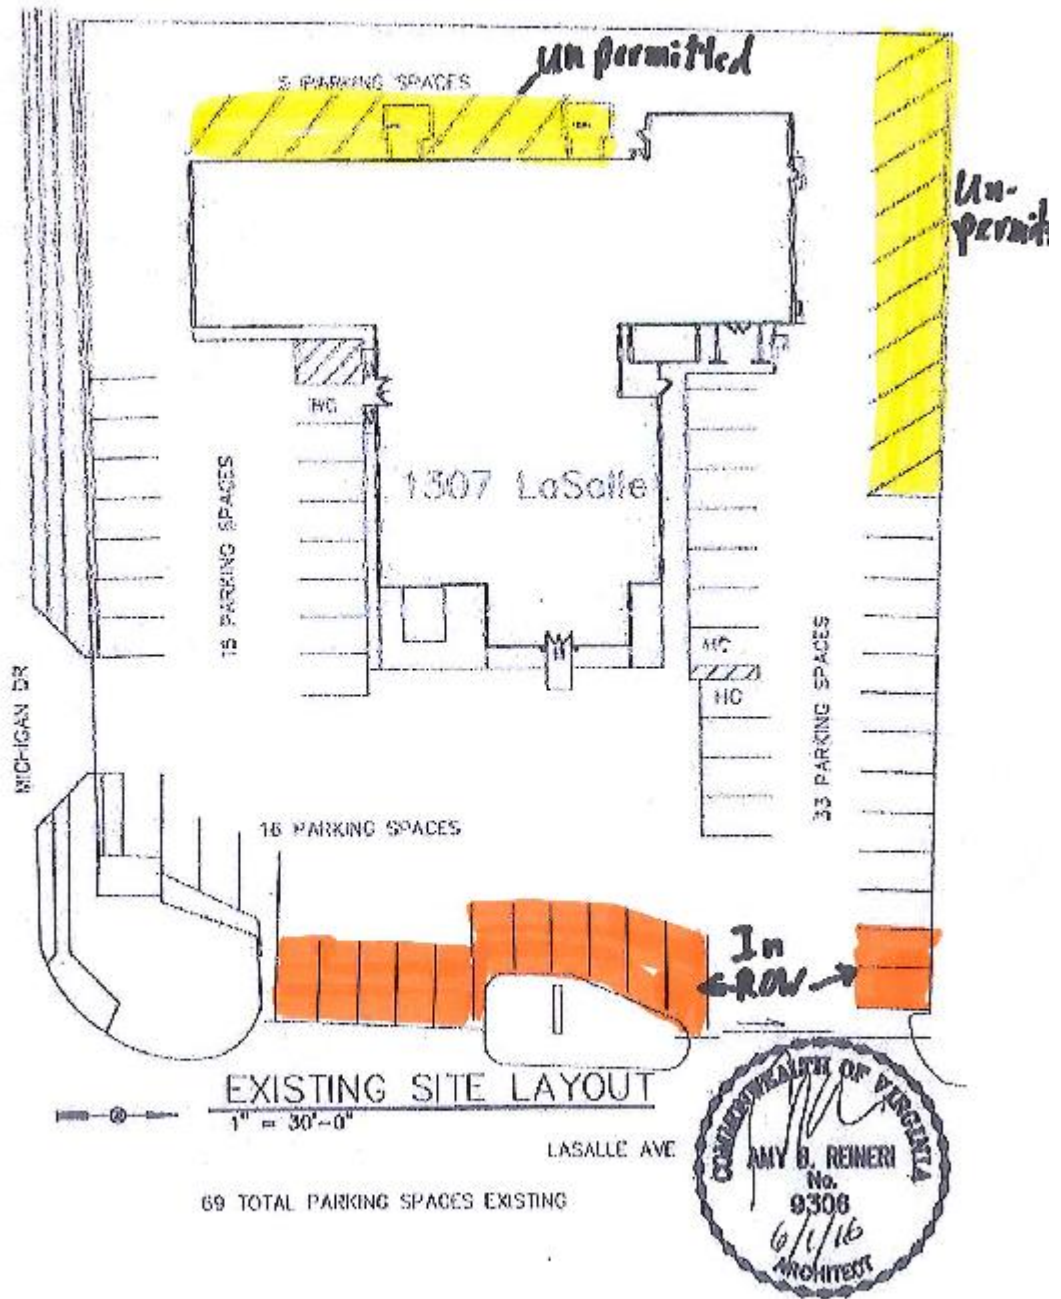 un permitted
5 PARKING SPACES
Un-
permit
HC
1307 LaSalle
15 PARKING SPACES
HC
HC
33 PARKING SPACES
MICHIGAN DR
16 PARKING SPACES
In
ROW
EXISTING SITE LAYOUT
1" = 30'-0"
LASALLE AVE
69 TOTAL PARKING SPACES EXISTING
COMMONWEALTH OF VIRGINIA
AMY B. REINERI
No.
9306
6/1/16
ARCHITECT